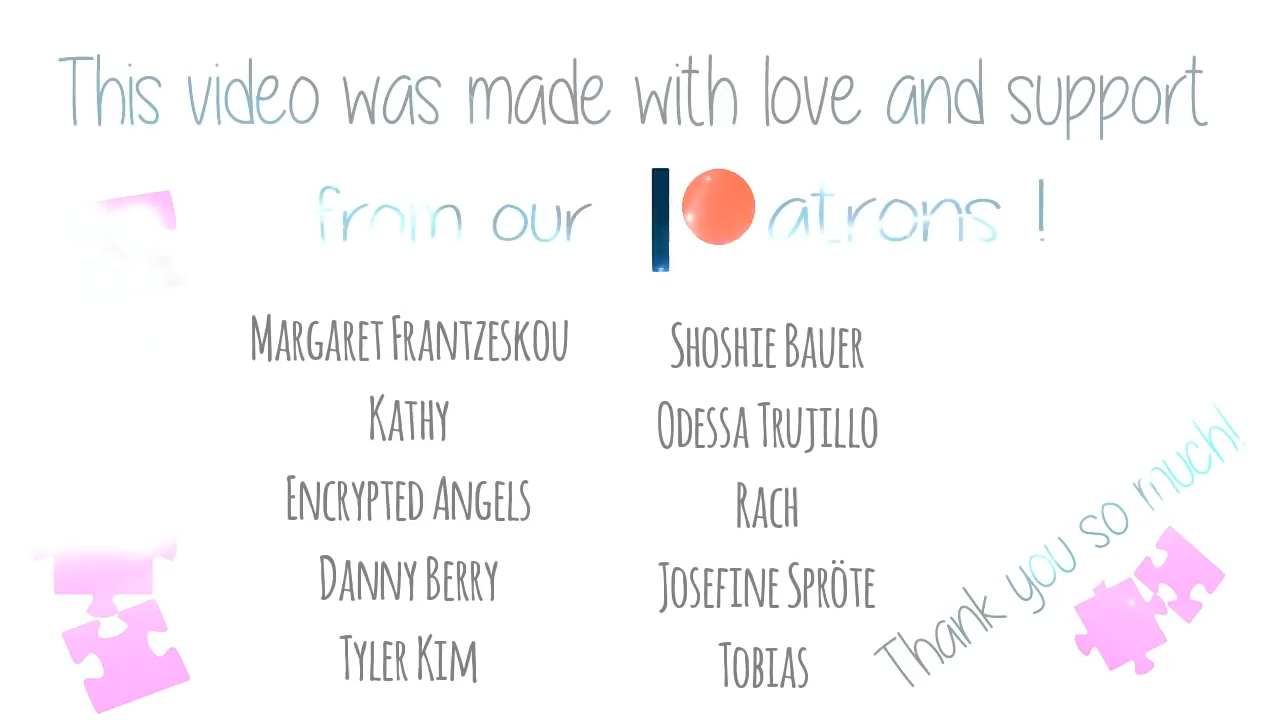 This video was made with love and support
from our Patrons !
Margaret Frantzeskou
Kathy
Encrypted Angels
Danny Berry
Tyler Kim
Shoshie Bauer
Odessa Trujillo
Rach
Josefine Spröte
Tobias
Thank you so much!